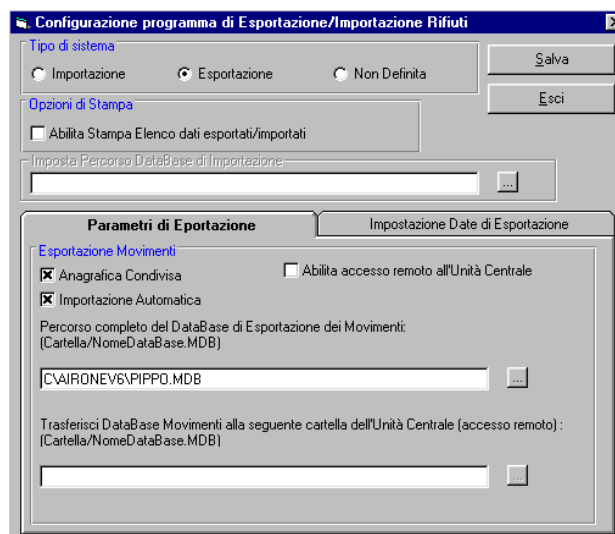 Configurazione programma di Esportazione/Importazione Rifiuti
Tipo di sistema
Importazione
Esportazione
Non Definita
Salva
Esci
Opzioni di Stampa
Abilita Stampa Elenco dati esportati/importati
Imposta Percorso DataBase di Importazione
...
Parametri di Eportazione
Impostazione Date di Esportazione
Esportazione Movimenti
Anagrafica Condivisa
Abilita accesso remoto all'Unità Centrale
Importazione Automatica
Percorso completo del DataBase di Esportazione dei Movimenti:
(Cartella/NomeDataBase.MDB)
C\AIRONEV6\PIPPO.MDB
...
Trasferisci DataBase Movimenti alla seguente cartella dell'Unità Centrale (accesso remoto) :
(Cartella/NomeDataBase.MDB)
...